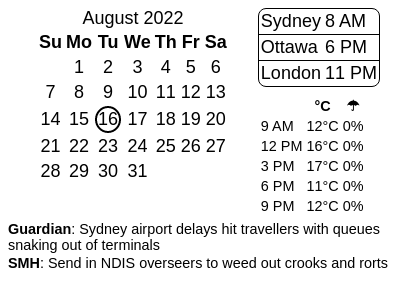 August 2022
Su Mo Tu We Th Fr Sa
1 2 3 4 5 6
7 8 9 10 11 12 13
14 15 16 17 18 19 20
21 22 23 24 25 26 27
28 29 30 31
Sydney 8 AM
Ottawa 6 PM
London 11 PM
°C ☂
9 AM 12°C 0%
12 PM 16°C 0%
3 PM 17°C 0%
6 PM 11°C 0%
9 PM 12°C 0%
Guardian: Sydney airport delays hit travellers with queues
snaking out of terminals
SMH: Send in NDIS overseers to weed out crooks and rorts